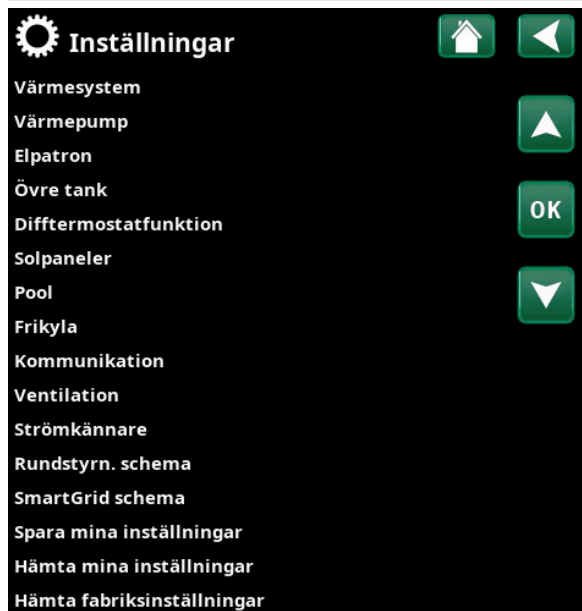 Inställningar
Värmesystem
Värmepump
Elpatron
Övre tank
Difftermostatfunktion
OK
Solpaneler
Pool
Frikyla
Kommunikation
Ventilation
Strömkännare
Rundstyrn. schema
SmartGrid schema
Spara mina inställningar
Hämta mina inställningar
Hämta fabriksinställningar